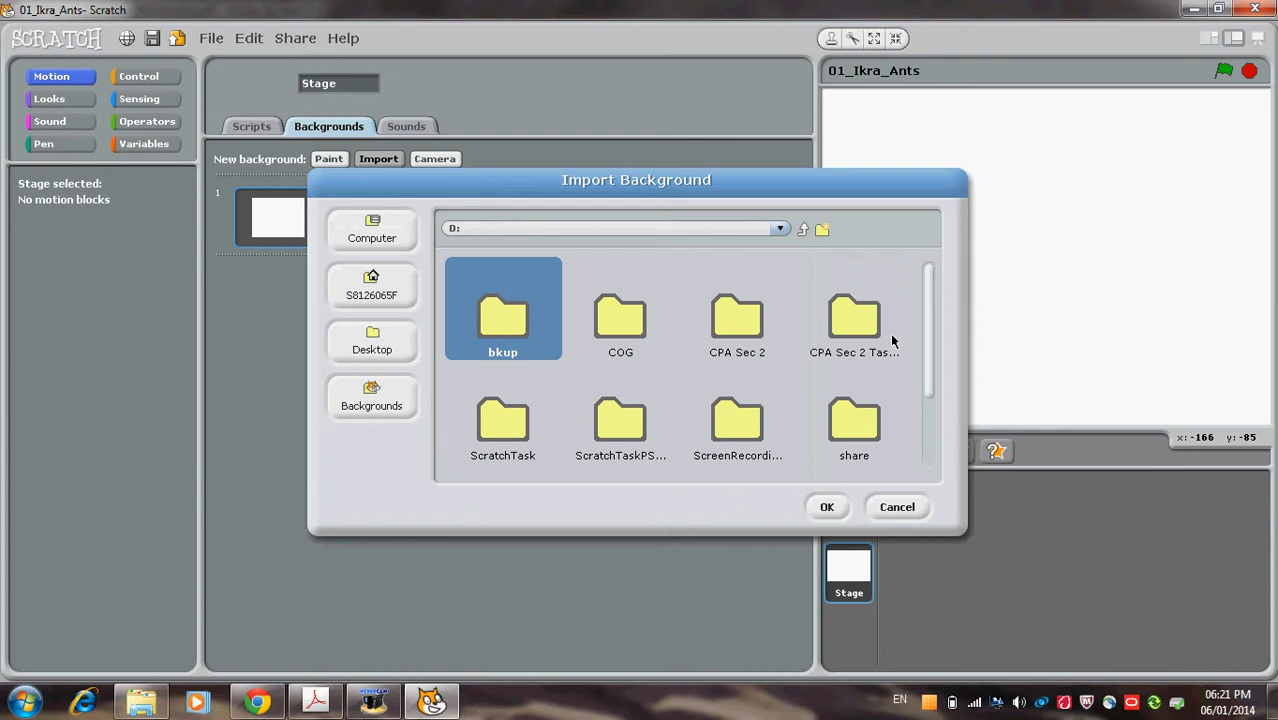 01_Ikra_Ants- Scratch
SCRATCH File Edit Share Help
Motion Control
Looks Sensing
Sound Operators
Pen Variables
Stage selected:
No motion blocks
Stage
Scripts Backgrounds Sounds
New background: Paint Import Camera
1
01_Ikra_Ants
Import Background
Computer
S8126065F
Desktop
Backgrounds
D:
bkup COG CPA Sec 2 CPA Sec 2 Tas...
ScratchTask ScratchTaskPS... ScreenRecordi... share
OK Cancel
x: -166 y: -85
Stage
EN
06:21 PM
06/01/2014